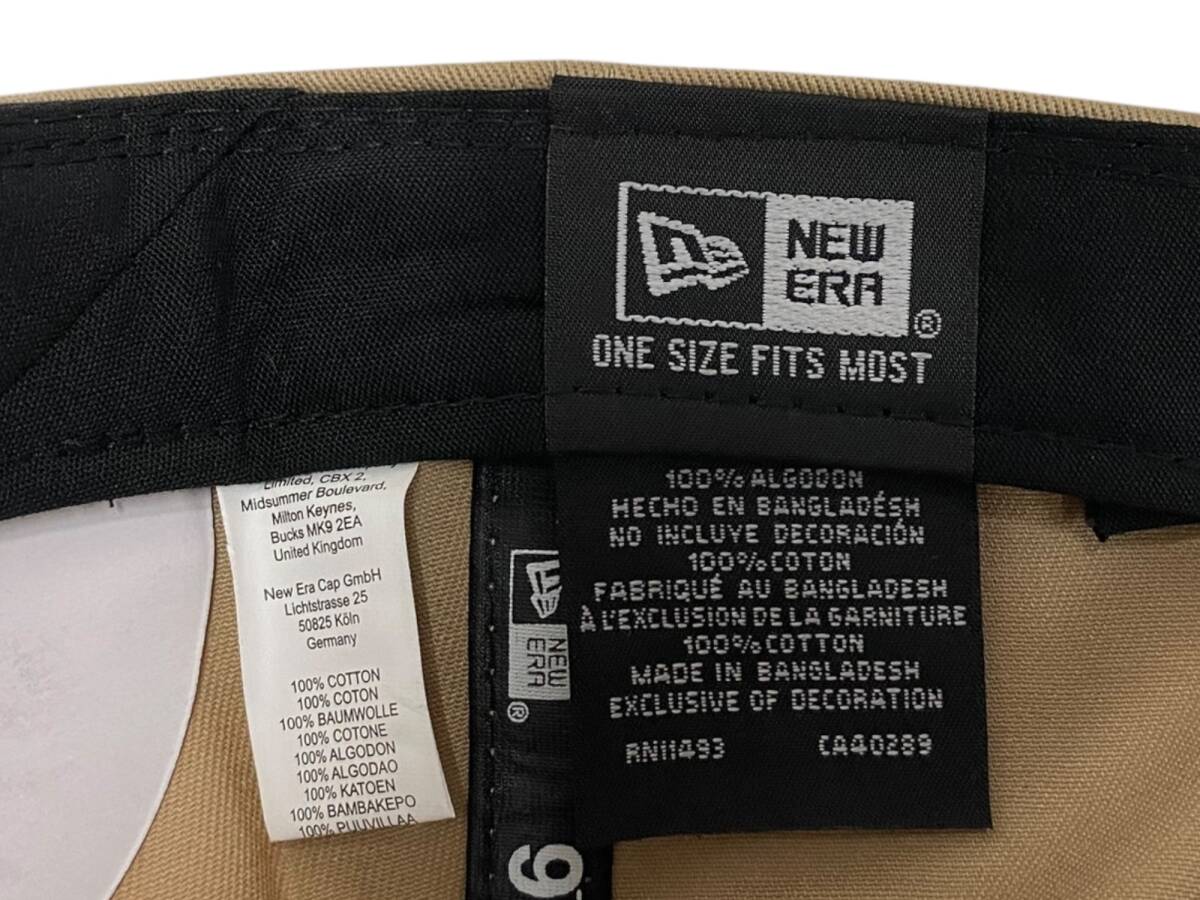 NEW
ERA
®
ONE SIZE FITS MOST
100% ALGODON
HECHO EN BANGLADÉSH
NO INCLUYE DECORACIÓN
100% COTON
FABRIQUÉ AU BANGLADESH
À L'EXCLUSION DE LA GARNITURE
100% COTTON
MADE IN BANGLADESH
EXCLUSIVE OF DECORATION
RN11493 CA40289
Limited, CBX 2,
Midsummer Boulevard,
Milton Keynes,
Bucks MK9 2EA
United Kingdom
New Era Cap GmbH
Lichtstrasse 25
50825 Köln
Germany
100% COTTON
100% COTON
100% BAUMWOLLE
100% COTONE
100% ALGODON
100% ALGODAO
100% KATOEN
100% BAMBAKEPO
100% PUUVILLAA
NEW
ERA
®
9